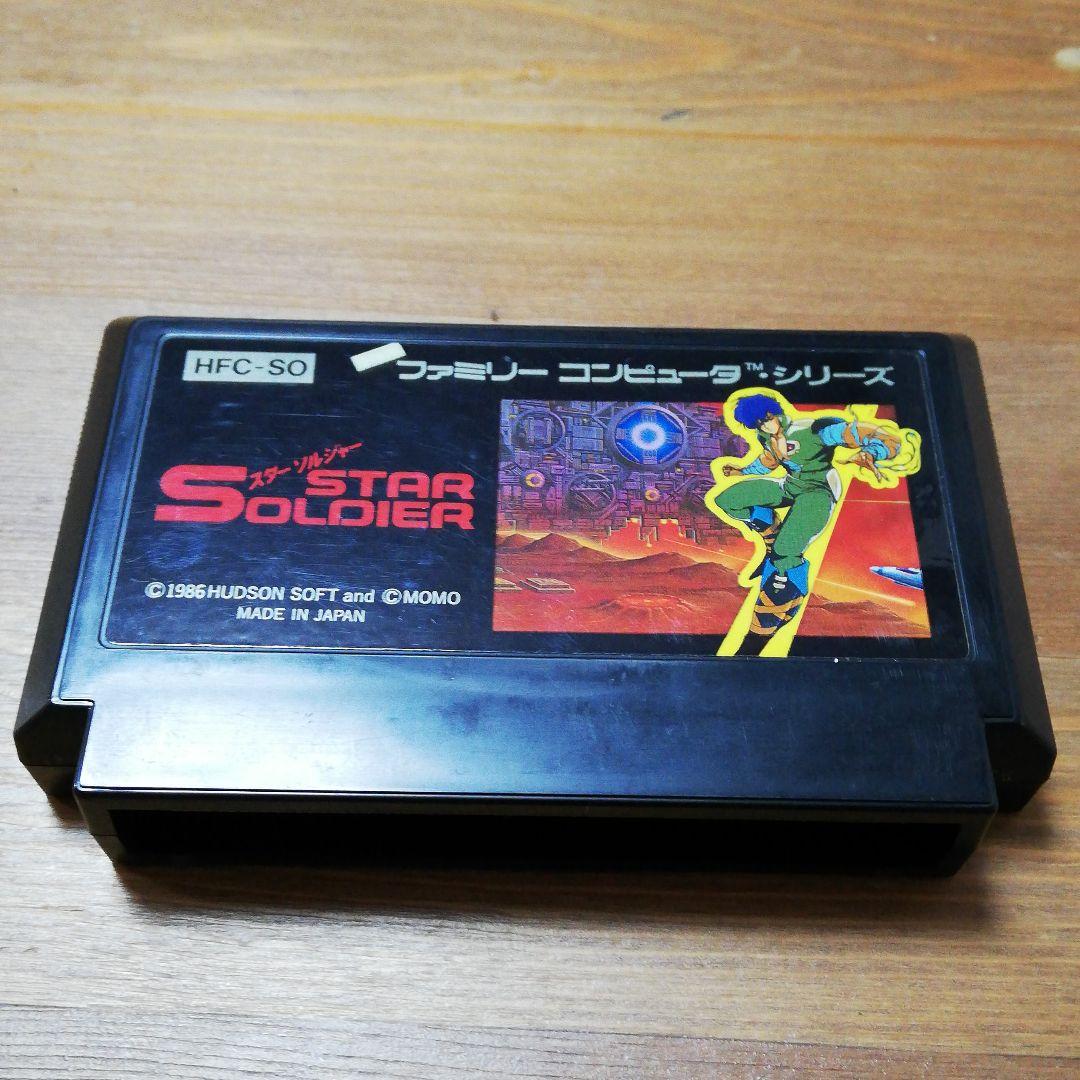 HFC-SO
ファミリー コンピュータ™・シリーズ
スター ソルジャー
STAR
SOLDIER
©1986 HUDSON SOFT and ©MOMO
MADE IN JAPAN